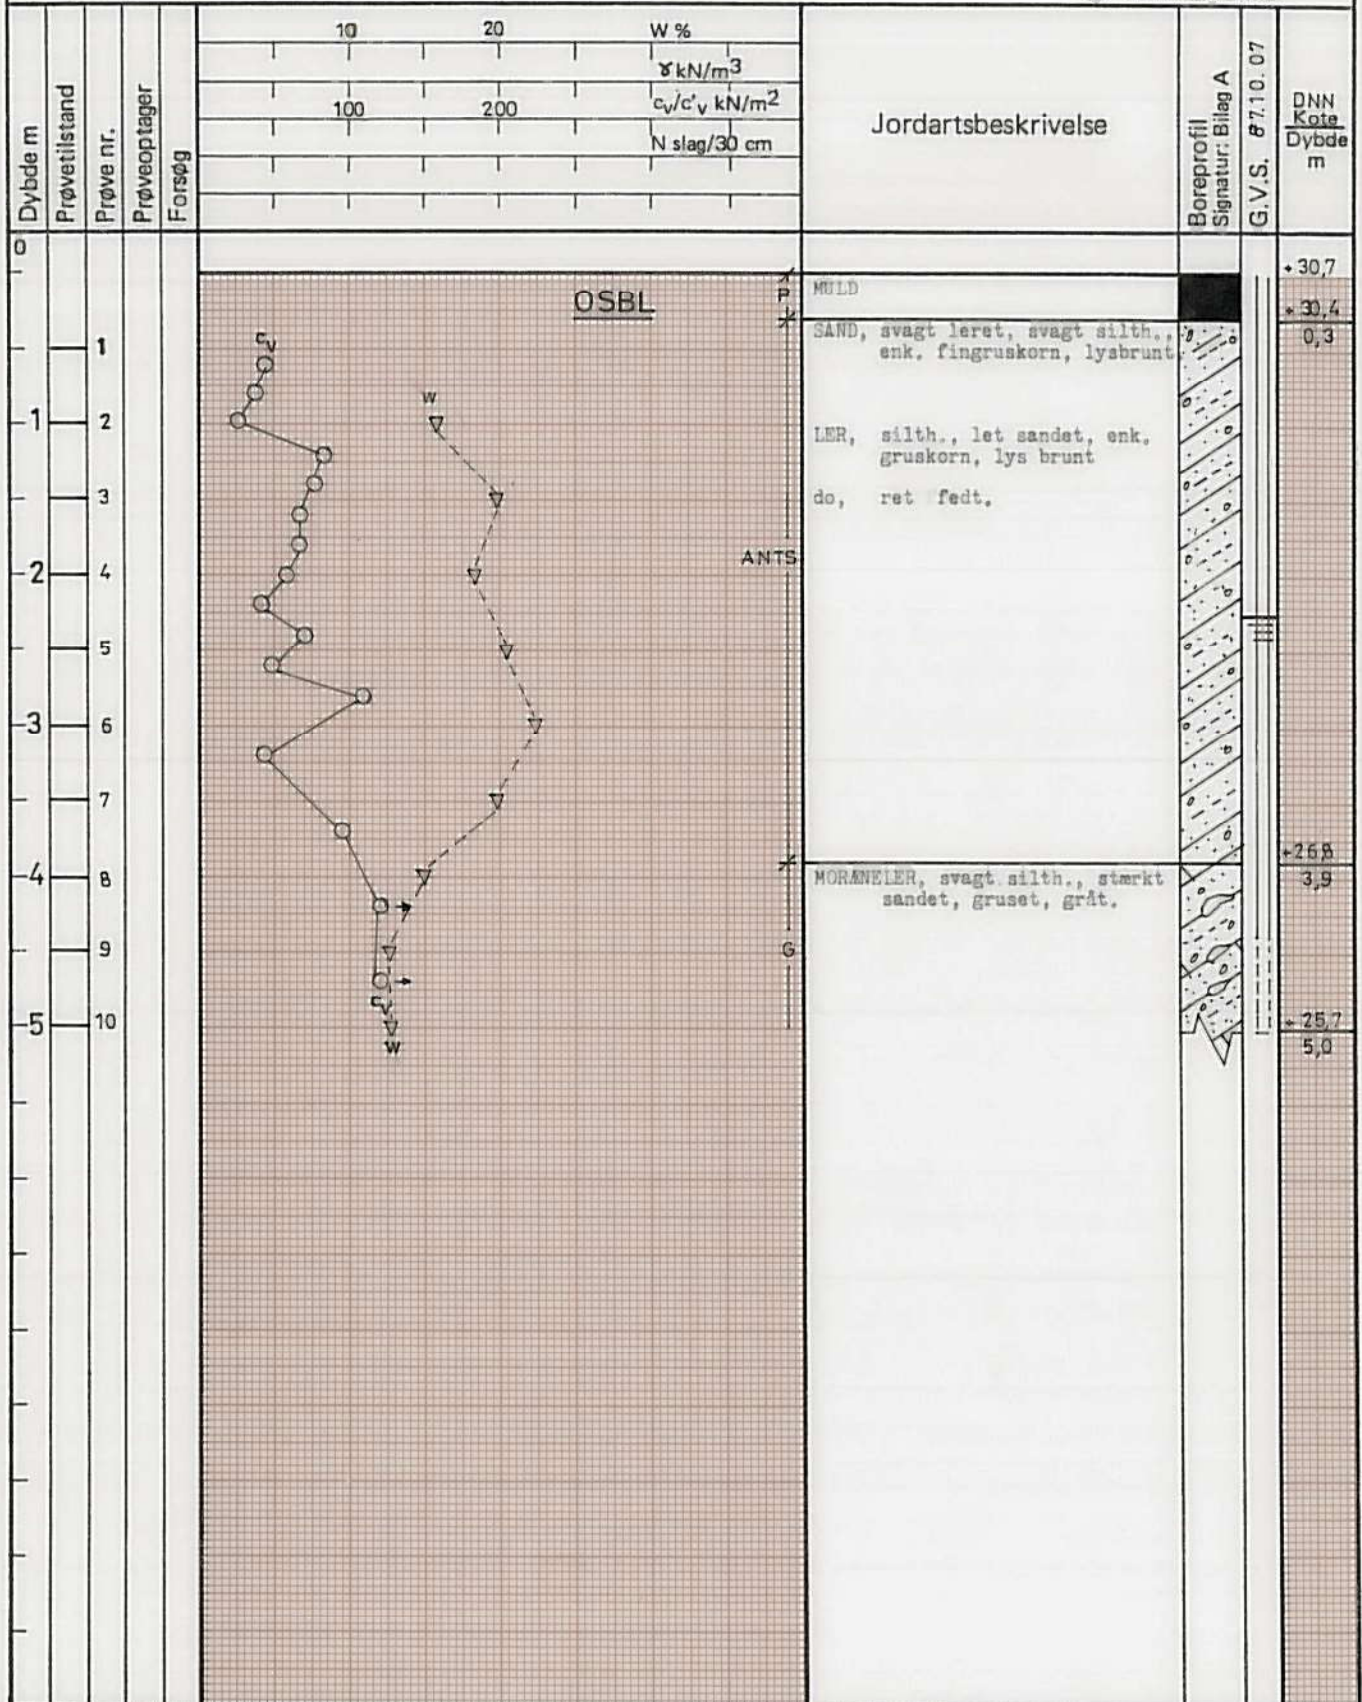 Dybde m
Prøvetilstand
Prøve nr.
Prøveoptager
Forsøg
10 20 W %
γ kN/m3
100 200 cv/c'v kN/m2
N slag/30 cm
Jordartsbeskrivelse
Boreprofil
Signatur: Bilag A
G.V.S. 87.10.07
DNN
Kote
Dybde
m
0
+ 30,7
OSBL
P
MULD
+ 30,4
0,3
SAND, svagt leret, svagt silth.,
enk. fingruskorn, lysbrunt
cv
1
w
1 2
LER, silth., let sandet, enk.
gruskorn, lys brunt
3
do, ret fedt.
ANTS
2 4
5
3 6
7
+26,8
3,9
4 8
MORÆNELER, svagt silth., stærkt
sandet, gruset, gråt.
9
G
cv
5 10
w
+ 25,7
5,0